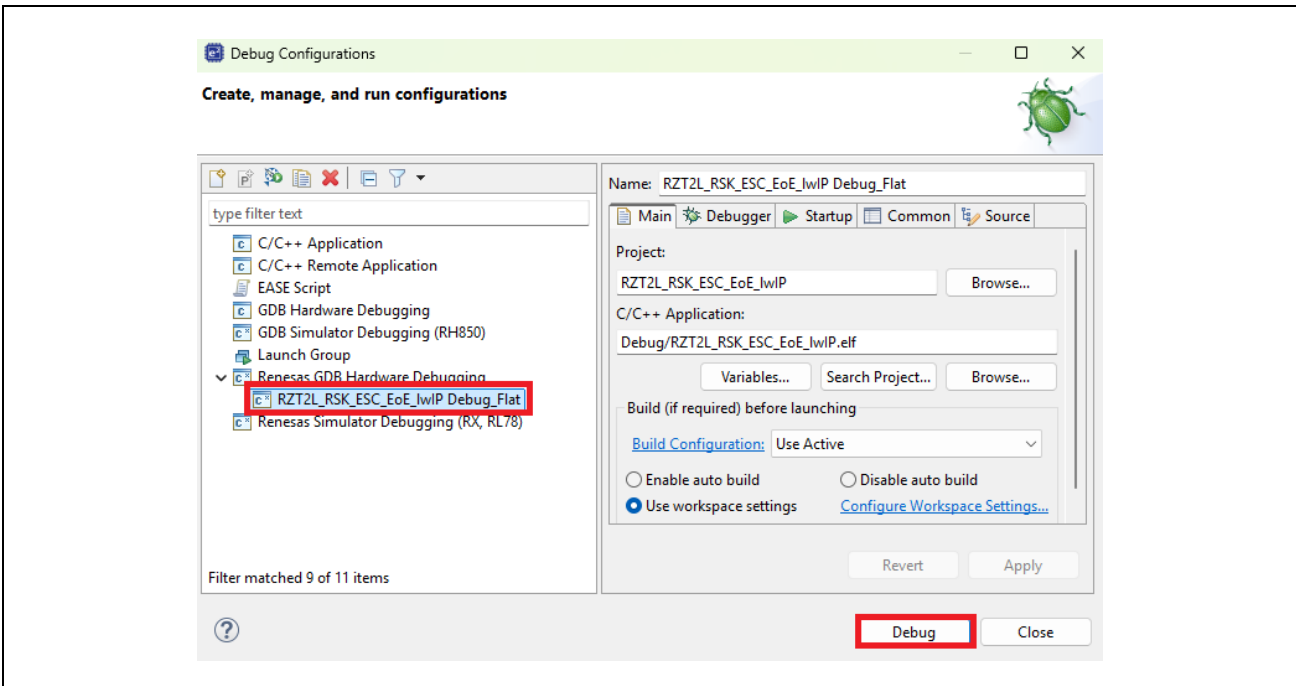 Debug Configurations
Create, manage, and run configurations
type filter text
C/C++ Application
C/C++ Remote Application
EASE Script
GDB Hardware Debugging
GDB Simulator Debugging (RH850)
Launch Group
Renesas GDB Hardware Debugging
RZT2L_RSK_ESC_EoE_lwIP Debug_Flat
Renesas Simulator Debugging (RX, RL78)
Filter matched 9 of 11 items
Name: RZT2L_RSK_ESC_EoE_lwIP Debug_Flat
Main Debugger Startup Common Source
Project:
RZT2L_RSK_ESC_EoE_lwIP Browse...
C/C++ Application:
Debug/RZT2L_RSK_ESC_EoE_lwIP.elf
Variables... Search Project... Browse...
Build (if required) before launching
Build Configuration: Use Active
Enable auto build Disable auto build
Use workspace settings Configure Workspace Settings...
Revert Apply
? Debug Close